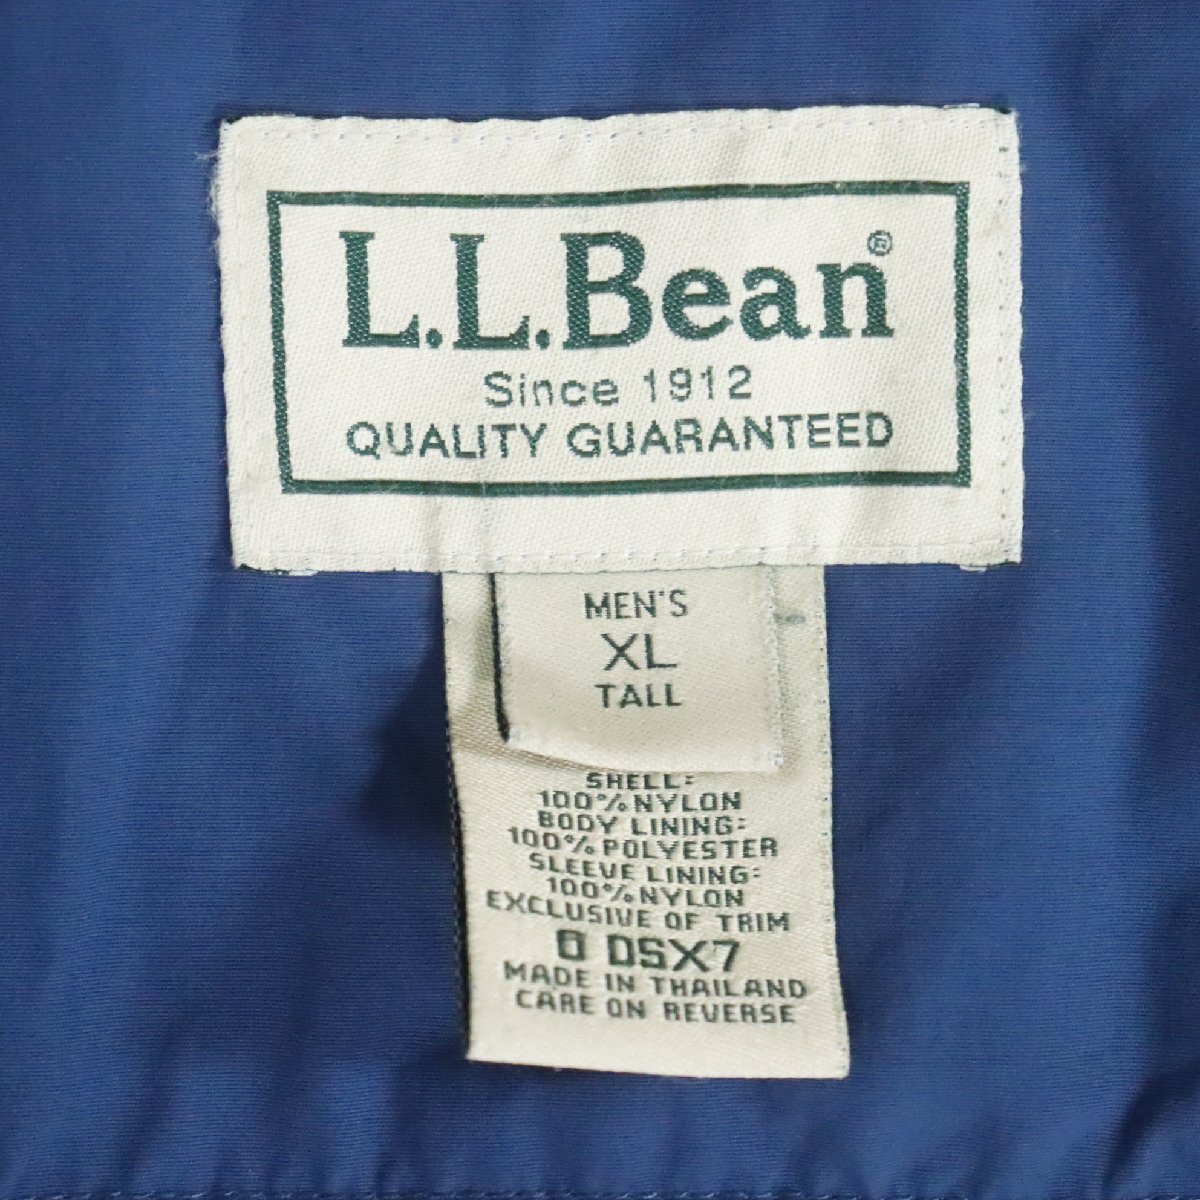 L.L.Bean®
Since 1912
QUALITY GUARANTEED
MEN'S
XL
TALL
SHELL:
100% NYLON
BODY LINING:
100% POLYESTER
SLEEVE LINING:
100% NYLON
EXCLUSIVE OF TRIM
0 DSX7
MADE IN THAILAND
CARE ON REVERSE